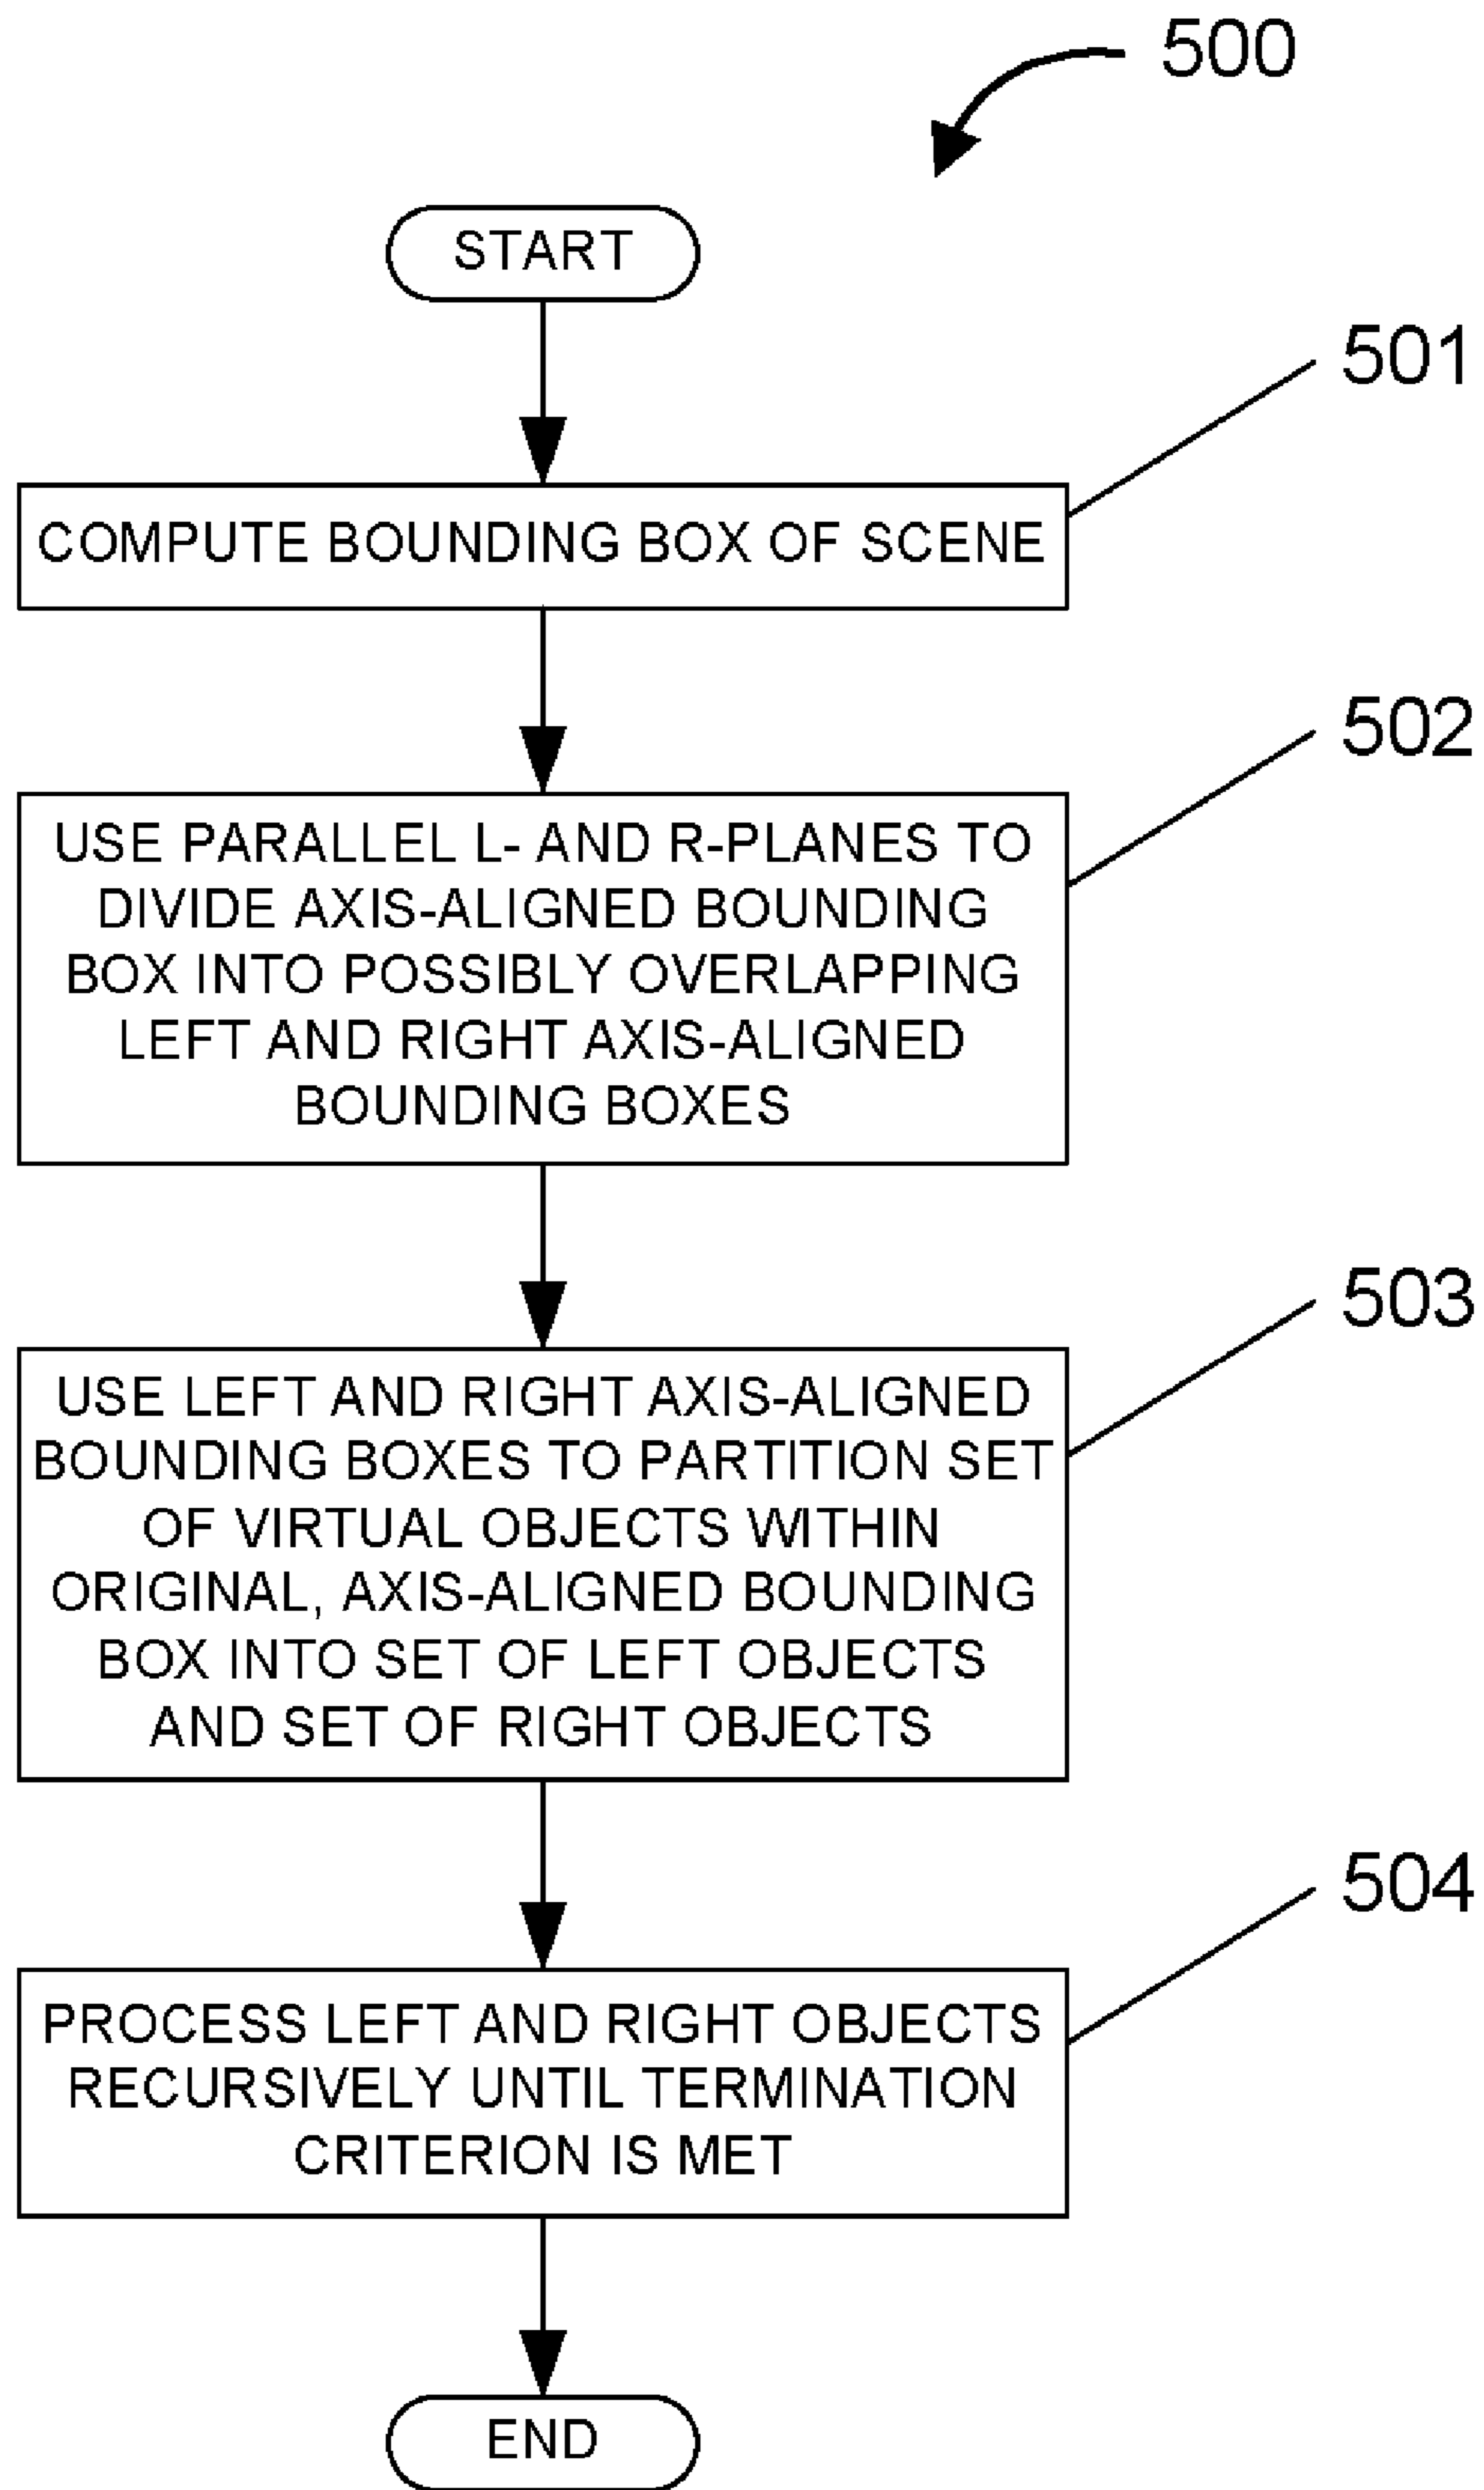 500
START
501
COMPUTE BOUNDING BOX OF SCENE
502
USE PARALLEL L- AND R-PLANES TO
DIVIDE AXIS-ALIGNED BOUNDING
BOX INTO POSSIBLY OVERLAPPING
LEFT AND RIGHT AXIS-ALIGNED
BOUNDING BOXES
503
USE LEFT AND RIGHT AXIS-ALIGNED
BOUNDING BOXES TO PARTITION SET
OF VIRTUAL OBJECTS WITHIN
ORIGINAL, AXIS-ALIGNED BOUNDING
BOX INTO SET OF LEFT OBJECTS
AND SET OF RIGHT OBJECTS
504
PROCESS LEFT AND RIGHT OBJECTS
RECURSIVELY UNTIL TERMINATION
CRITERION IS MET
END